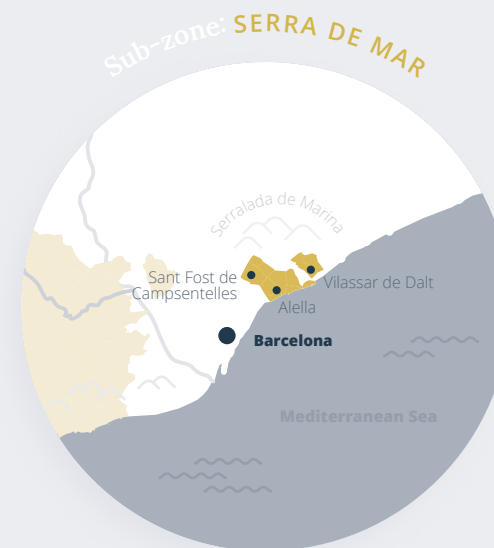 Sub-zone: SERRA DE MAR
Serralada de Marina
Sant Fost de
Campsentelles
Vilassar de Dalt
Alella
Barcelona
Mediterranean Sea